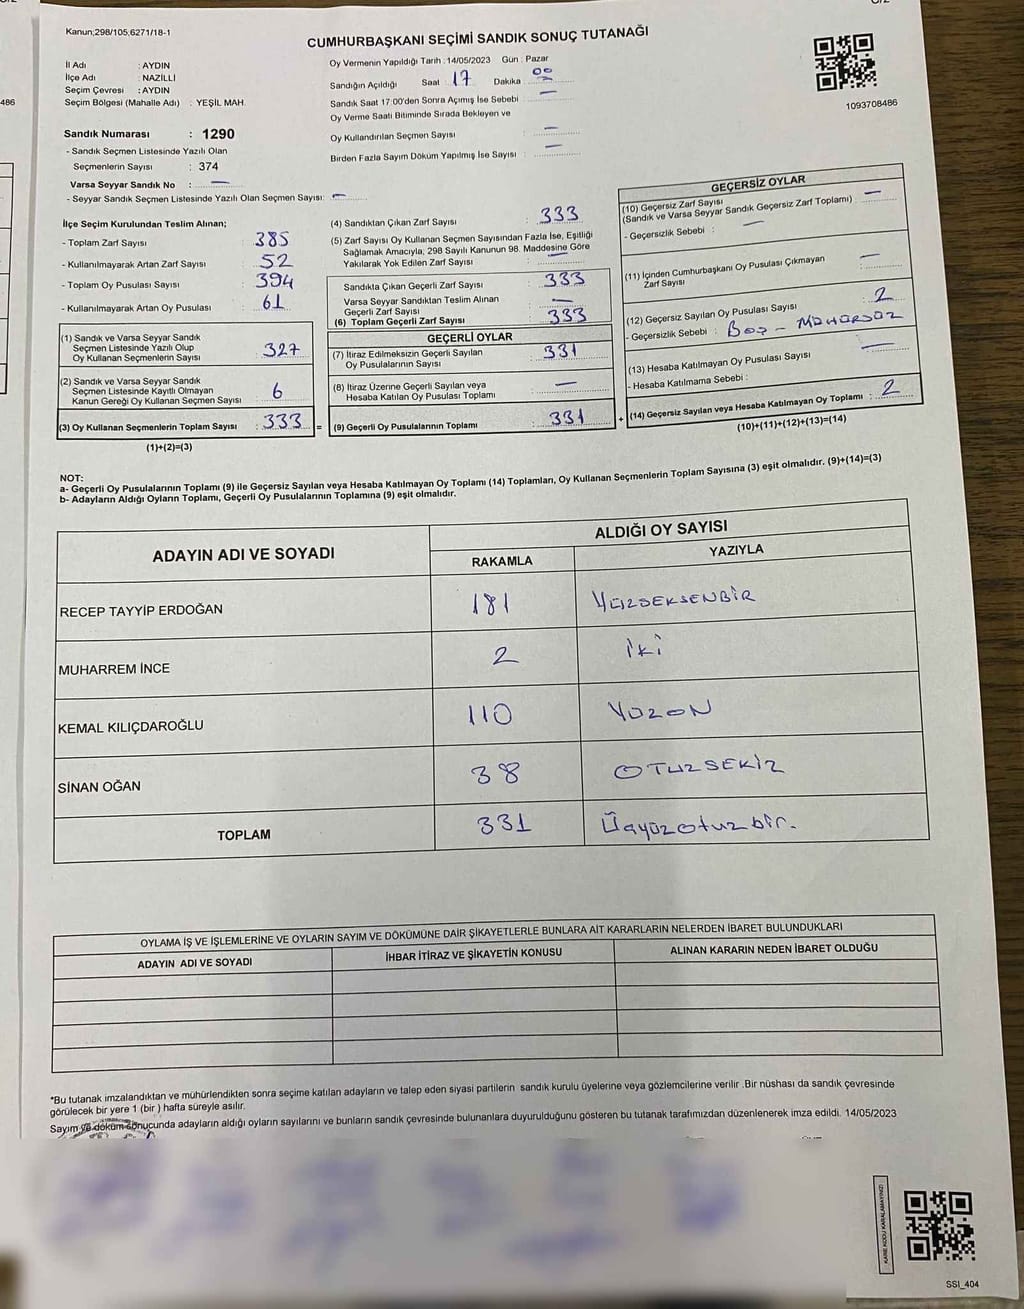 Kanun;298/105,6271/18-1
CUMHURBAŞKANI SEÇİMİ SANDIK SONUÇ TUTANAĞI
1093708486
486
İl Adı : AYDIN
İlçe Adı : NAZİLLİ
Seçim Çevresi : AYDIN
Seçim Bölgesi (Mahalle Adı) : YEŞİL MAH.
Sandık Numarası : 1290
- Sandık Seçmen Listesinde Yazılı Olan
Seçmenlerin Sayısı : 374
Varsa Seyyar Sandık No : —
- Seyyar Sandık Seçmen Listesinde Yazılı Olan Seçmen Sayısı: —
Oy Vermenin Yapıldığı Tarih : 14/05/2023 Gün : Pazar
Sandığın Açıldığı Saat : 17 Dakika : 00
Sandık Saat 17:00'den Sonra Açımış İse Sebebi : —
Oy Verme Saati Bitiminde Sırada Bekleyen ve
Oy Kullandırılan Seçmen Sayısı : —
Birden Fazla Sayım Döküm Yapılmış İse Sayısı : —
İlçe Seçim Kurulundan Teslim Alınan;
- Toplam Zarf Sayısı : 385
- Kullanılmayarak Artan Zarf Sayısı : 52
- Toplam Oy Pusulası Sayısı : 394
- Kullanılmayarak Artan Oy Pusulası : 61
(1) Sandık ve Varsa Seyyar Sandık
Seçmen Listesinde Yazılı Olup
Oy Kullanan Seçmenlerin Sayısı : 327
(2) Sandık ve Varsa Seyyar Sandık
Seçmen Listesinde Kayıtlı Olmayan
Kanun Gereği Oy Kullanan Seçmen Sayısı : 6
(3) Oy Kullanan Seçmenlerin Toplam Sayısı : 333 =
(1)+(2)=(3)
(4) Sandıktan Çıkan Zarf Sayısı : 333
(5) Zarf Sayısı Oy Kullanan Seçmen Sayısından Fazla İse, Eşitliği
Sağlamak Amacıyla, 298 Sayılı Kanunun 98. Maddesine Göre
Yakılarak Yok Edilen Zarf Sayısı : —
Sandıkta Çıkan Geçerli Zarf Sayısı : 333
Varsa Seyyar Sandıktan Teslim Alınan
Geçerli Zarf Sayısı : —
(6) Toplam Geçerli Zarf Sayısı : 333
GEÇERLİ OYLAR
(7) İtiraz Edilmeksizin Geçerli Sayılan
Oy Pusulalarının Sayısı : 331
(8) İtiraz Üzerine Geçerli Sayılan veya
Hesaba Katılan Oy Pusulası Toplamı : —
(9) Geçerli Oy Pusulalarının Toplamı : 331 +
GEÇERSİZ OYLAR
(10) Geçersiz Zarf Sayısı
(Sandık ve Varsa Seyyar Sandık Geçersiz Zarf Toplamı) : —
- Geçersizlik Sebebi : —
(11) İçinden Cumhurbaşkanı Oy Pusulası Çıkmayan
Zarf Sayısı : —
(12) Geçersiz Sayılan Oy Pusulası Sayısı : 2
- Geçersizlik Sebebi : BOŞ - MÜHÜRSÜZ
(13) Hesaba Katılmayan Oy Pusulası Sayısı : —
- Hesaba Katılmama Sebebi :
(14) Geçersiz Sayılan veya Hesaba Katılmayan Oy Toplamı : 2
(10)+(11)+(12)+(13)=(14)
NOT:
a- Geçerli Oy Pusulalarının Toplamı (9) ile Geçersiz Sayılan veya Hesaba Katılmayan Oy Toplamı (14) Toplamları, Oy Kullanan Seçmenlerin Toplam Sayısına (3) eşit olmalıdır. (9)+(14)=(3)
b- Adayların Aldığı Oyların Toplamı, Geçerli Oy Pusulalarının Toplamına (9) eşit olmalıdır.
ADAYIN ADI VE SOYADI
ALDIĞI OY SAYISI
RAKAMLA YAZIYLA
RECEP TAYYİP ERDOĞAN 181 YÜZSEKSENBİR
MUHARREM İNCE 2 İki
KEMAL KILIÇDAROĞLU 110 YÜZON
SİNAN OĞAN 38 OTUZSEKİZ
TOPLAM 331 Üçyüzotuzbir.
OYLAMA İŞ VE İŞLEMLERİNE VE OYLARIN SAYIM VE DÖKÜMÜNE DAİR ŞİKAYETLERLE BUNLARA AİT KARARLARIN NELERDEN İBARET BULUNDUKLARI
ADAYIN ADI VE SOYADI İHBAR İTİRAZ VE ŞİKAYETİN KONUSU ALINAN KARARIN NEDEN İBARET OLDUĞU
*Bu tutanak imzalandıktan ve mühürlendikten sonra seçime katılan adayların ve talep eden siyasi partilerin sandık kurulu üyelerine veya gözlemcilerine verilir .Bir nüshası da sandık çevresinde
görülecek bir yere 1 (bir ) hafta süreyle asılır.
Sayım ve döküm sonucunda adayların aldığı oyların sayılarını ve bunların sandık çevresinde bulunanlara duyurulduğunu gösteren bu tutanak tarafımızdan düzenlenerek imza edildi. 14/05/2023
KARE KODU KARALAMAYINIZ!
SSI_404